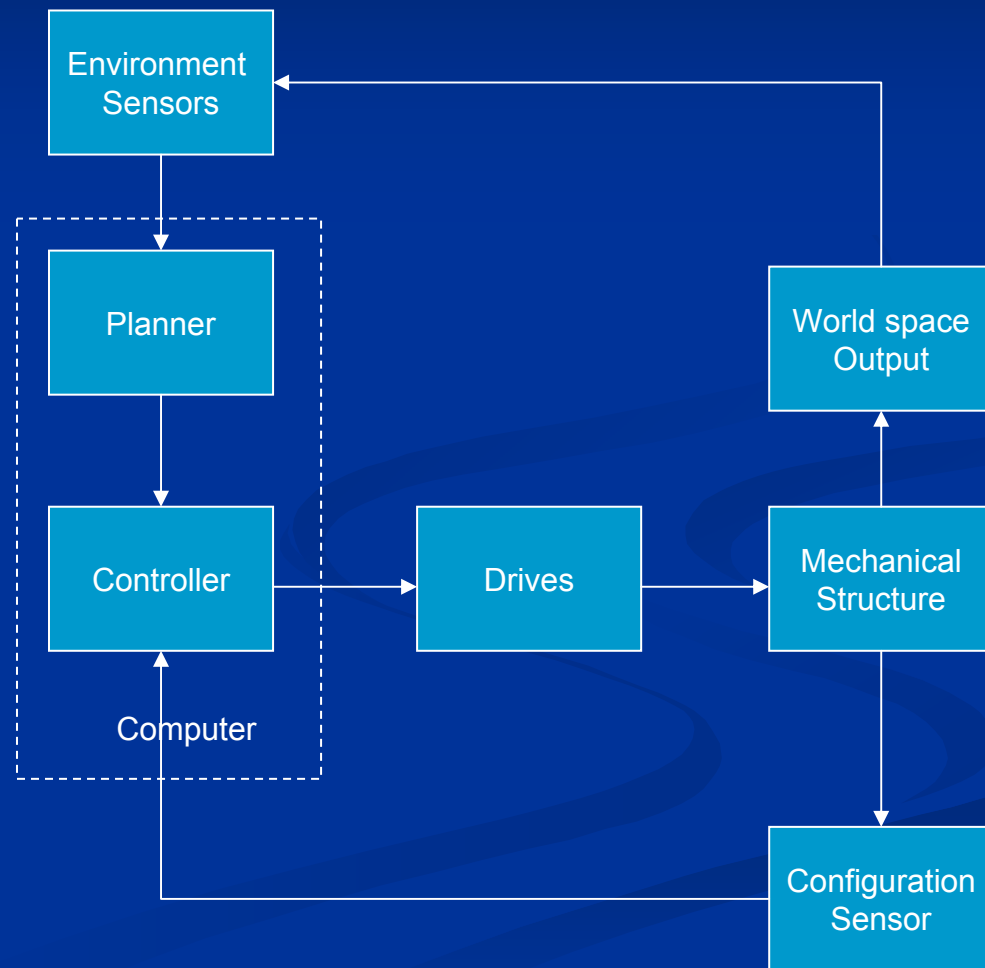 Environment
Sensors
Planner
World space
Output
Controller
Drives
Mechanical
Structure
Computer
Configuration
Sensor